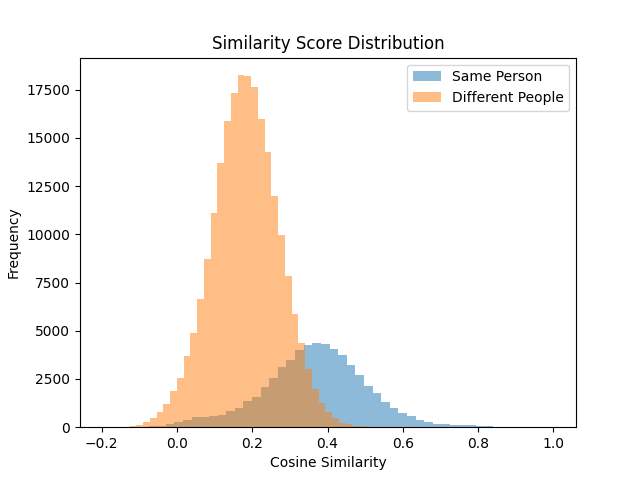 Similarity Score Distribution
Same Person
Different People
17500
15000
12500
10000
7500
5000
2500
0
Frequency
−0.2 0.0 0.2 0.4 0.6 0.8 1.0
Cosine Similarity